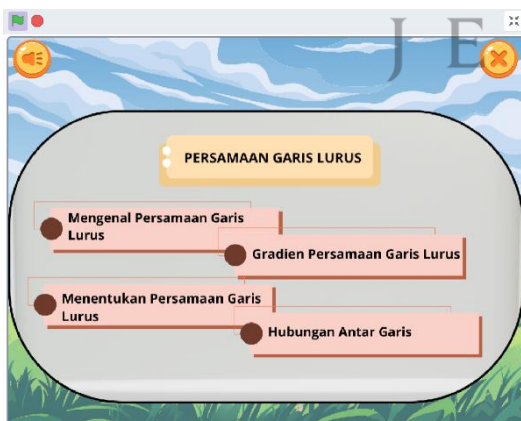 J E
PERSAMAAN GARIS LURUS
Mengenal Persamaan Garis
Lurus
Gradien Persamaan Garis Lurus
Menentukan Persamaan Garis
Lurus
Hubungan Antar Garis